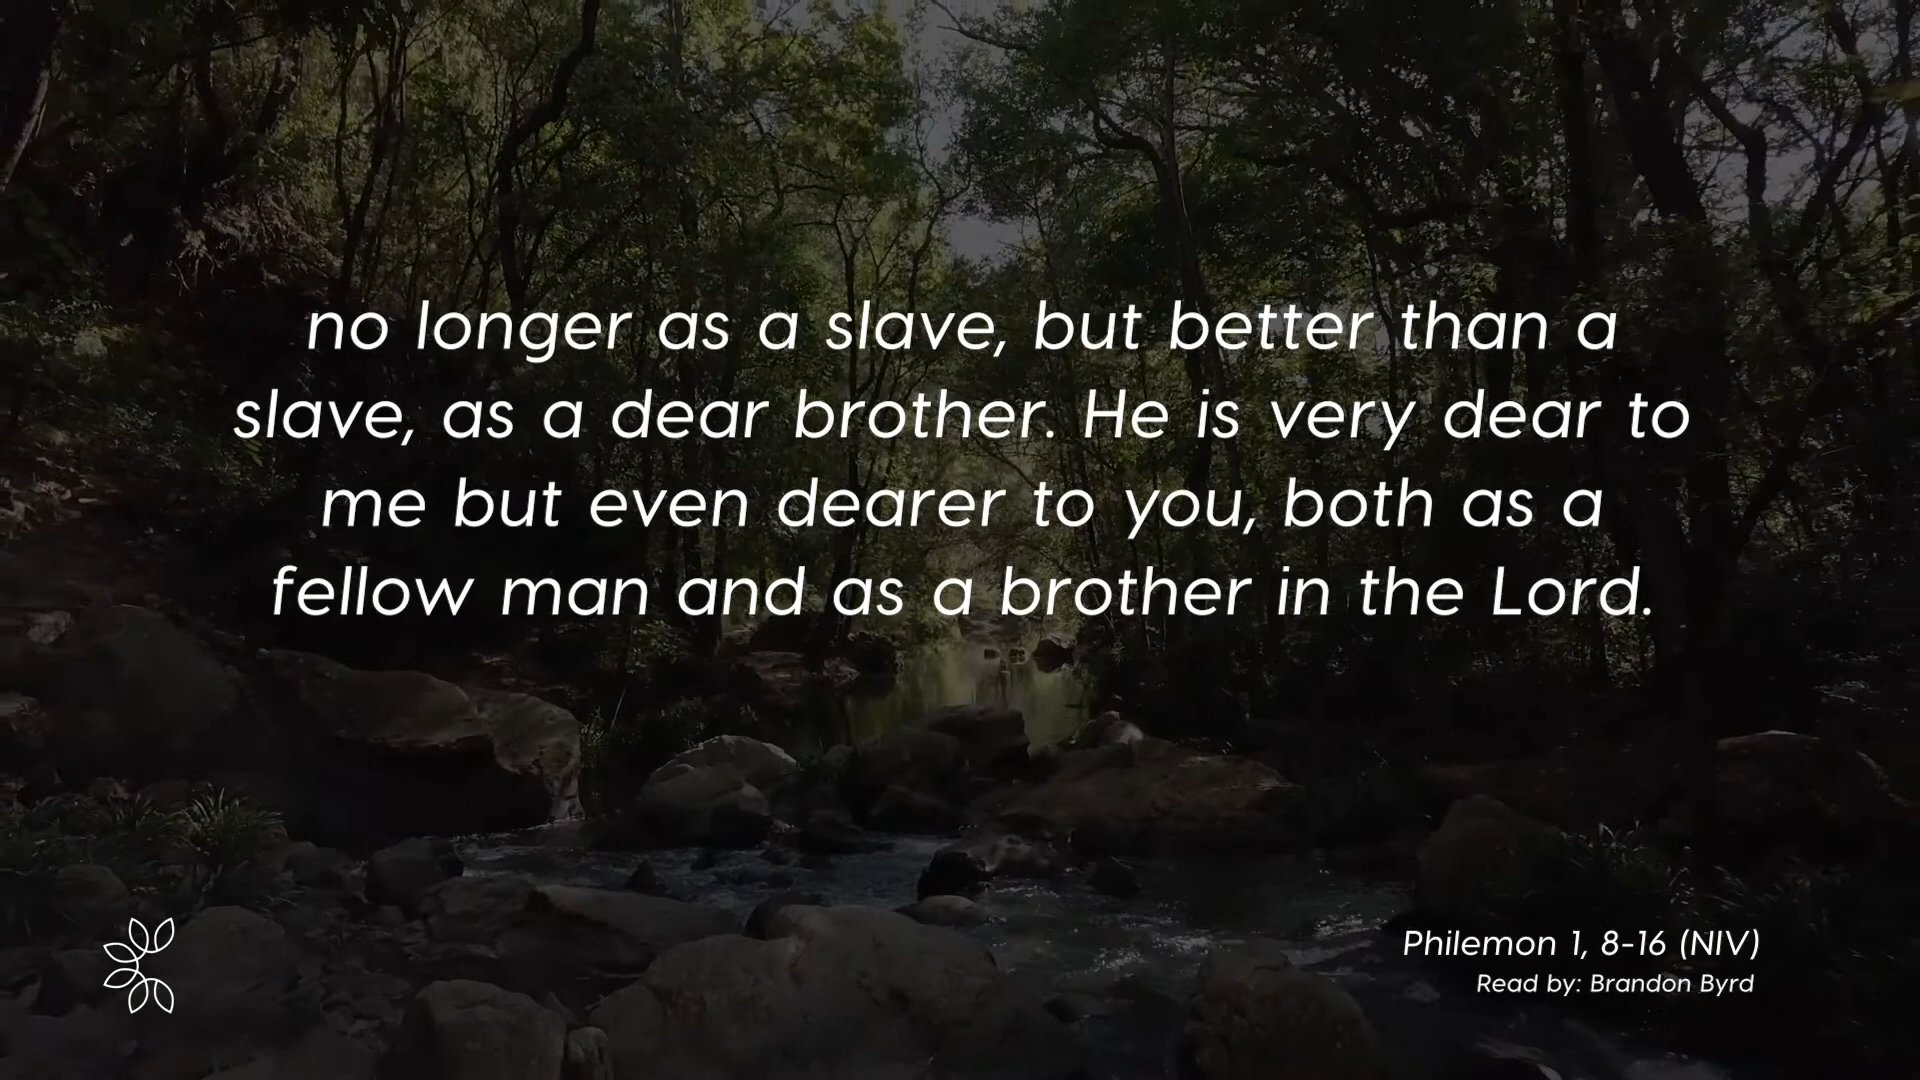 no longer as a slave, but better than a
slave, as a dear brother. He is very dear to
me but even dearer to you, both as a
fellow man and as a brother in the Lord.
Philemon 1, 8-16 (NIV)
Read by: Brandon Byrd